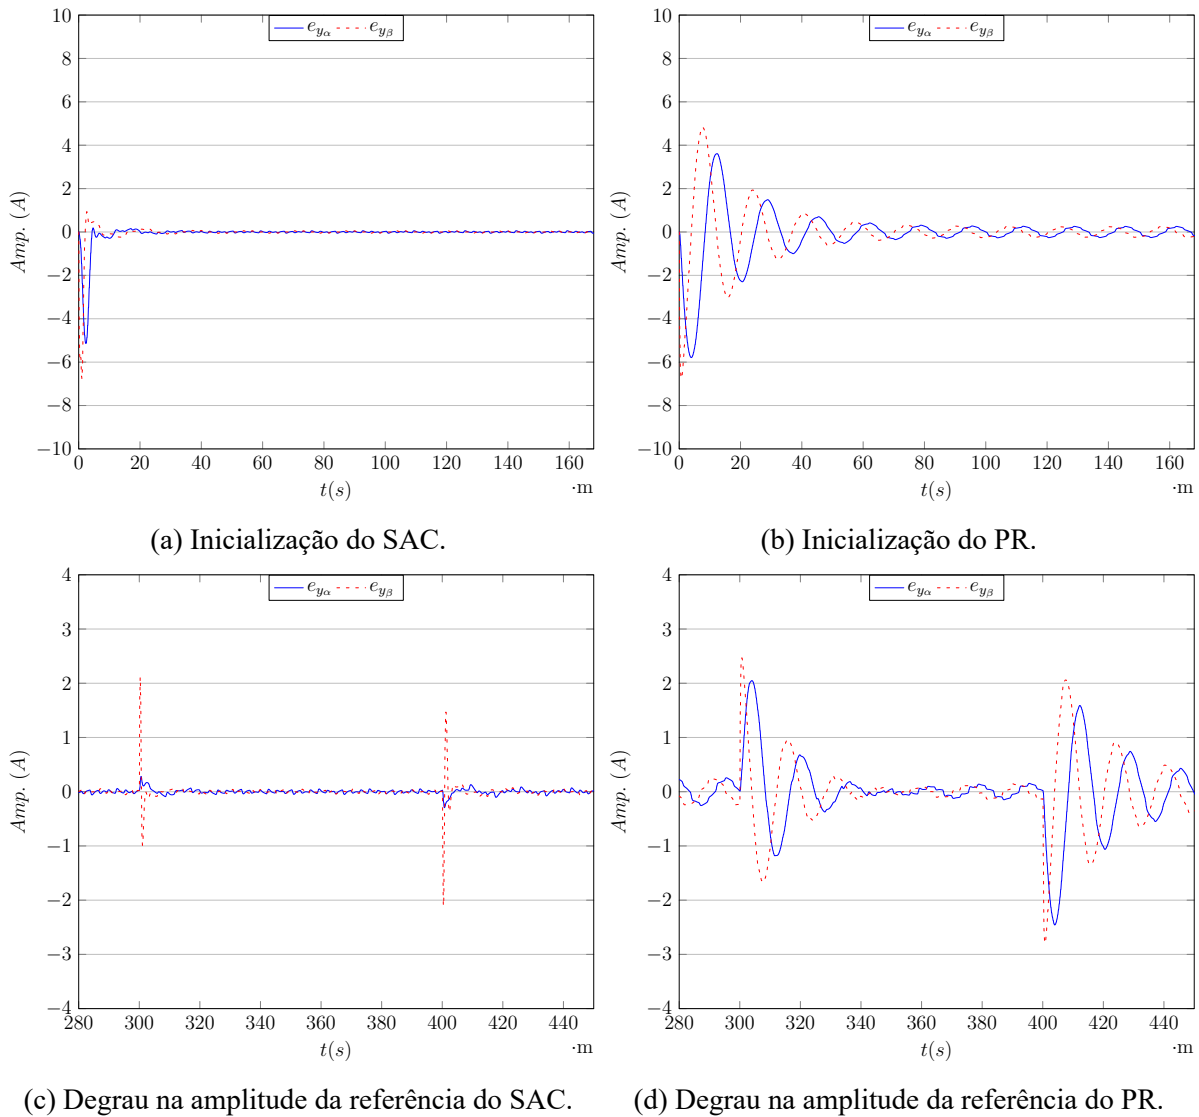 e_{y_α} e_{y_β}
10
8
6
4
2
0
−2
−4
−6
−8
−10
Amp. (A)
0 20 40 60 80 100 120 140 160
t(s) ·m
(a) Inicialização do SAC.
e_{y_α} e_{y_β}
10
8
6
4
2
0
−2
−4
−6
−8
−10
Amp. (A)
0 20 40 60 80 100 120 140 160
t(s) ·m
(b) Inicialização do PR.
e_{y_α} e_{y_β}
4
3
2
1
0
−1
−2
−3
−4
Amp. (A)
280 300 320 340 360 380 400 420 440
t(s) ·m
(c) Degrau na amplitude da referência do SAC.
e_{y_α} e_{y_β}
4
3
2
1
0
−1
−2
−3
−4
Amp. (A)
280 300 320 340 360 380 400 420 440
t(s) ·m
(d) Degrau na amplitude da referência do PR.